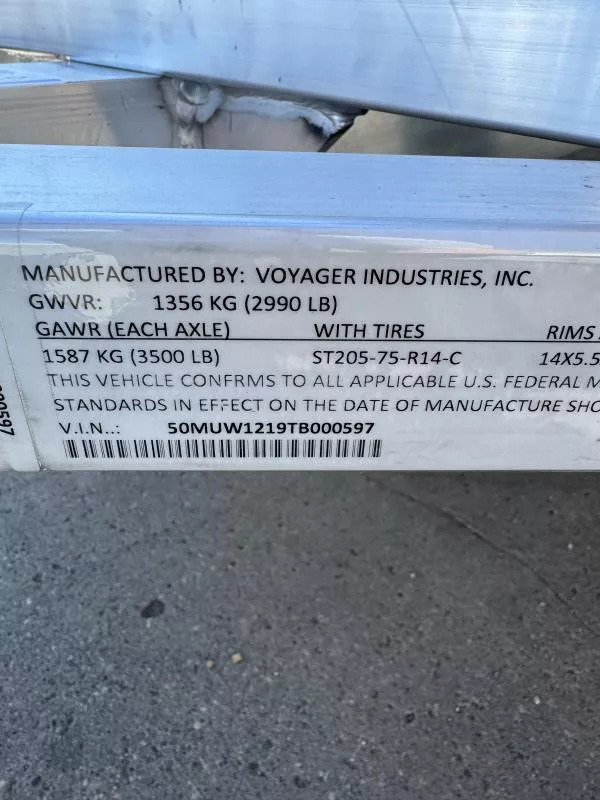 MANUFACTURED BY: VOYAGER INDUSTRIES, INC.
GWVR: 1356 KG (2990 LB)
GAWR (EACH AXLE) WITH TIRES RIMS
1587 KG (3500 LB) ST205-75-R14-C 14X5.5
THIS VEHICLE CONFRMS TO ALL APPLICABLE U.S. FEDERAL M
STANDARDS IN EFFECT ON THE DATE OF MANUFACTURE SHO
V.I.N..: 50MUW1219TB000597
000597